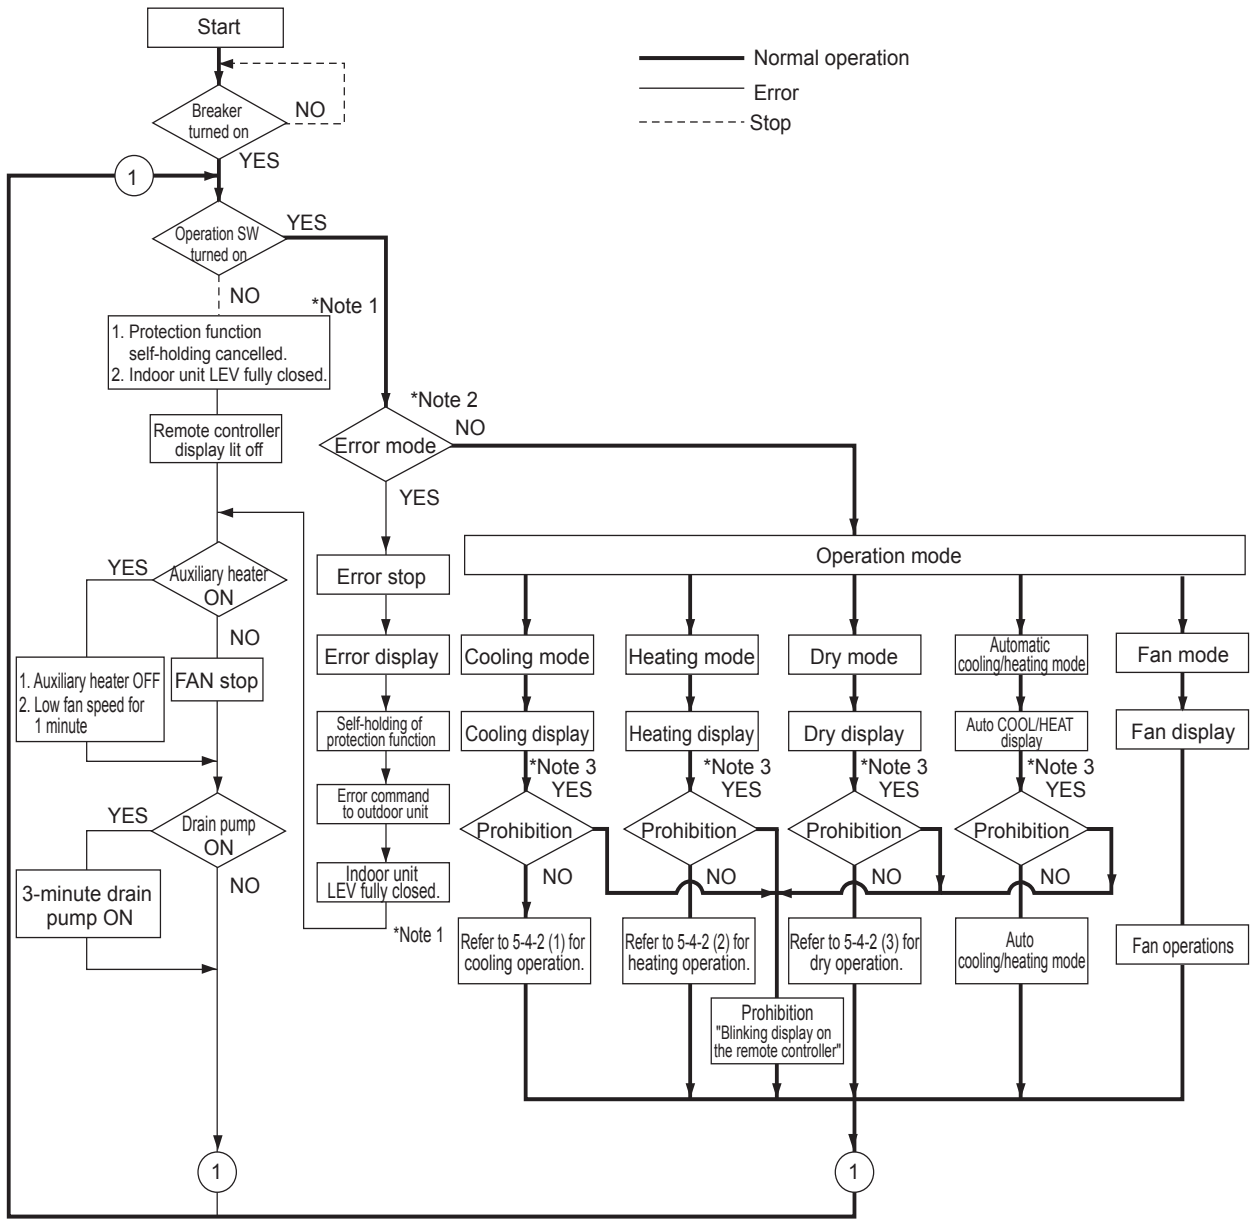 Start
Normal operation
Error
Stop
Breaker
turned on
NO
YES
1
Operation SW
turned on
YES
NO
*Note 1
1. Protection function
self-holding cancelled.
2. Indoor unit LEV fully closed.
Remote controller
display lit off
*Note 2
Error mode
NO
YES
Auxiliary heater
ON
YES
NO
1. Auxiliary heater OFF
2. Low fan speed for
1 minute
FAN stop
Drain pump
ON
YES
NO
3-minute drain
pump ON
1
Error stop
Error display
Self-holding of
protection function
Error command
to outdoor unit
Indoor unit
LEV fully closed.
*Note 1
Operation mode
Cooling mode
Heating mode
Dry mode
Automatic
cooling/heating mode
Fan mode
Cooling display
Heating display
Dry display
Auto COOL/HEAT
display
Fan display
*Note 3
YES
*Note 3
YES
*Note 3
YES
*Note 3
YES
Prohibition
Prohibition
Prohibition
Prohibition
NO
NO
NO
NO
Refer to 5-4-2 (1) for
cooling operation.
Refer to 5-4-2 (2) for
heating operation.
Refer to 5-4-2 (3) for
dry operation.
Auto
cooling/heating mode
Fan operations
Prohibition
"Blinking display on
the remote controller"
1